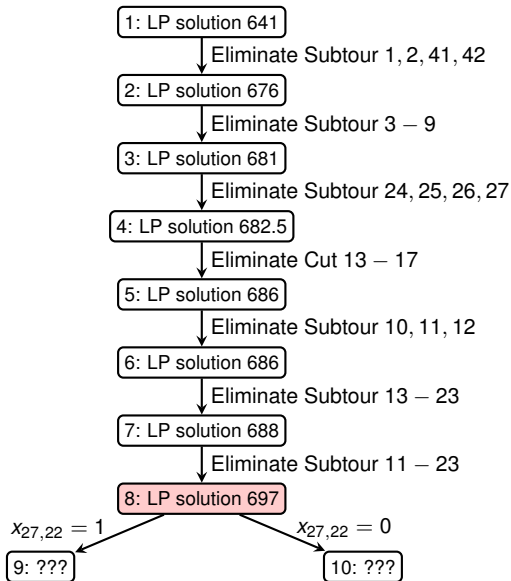 1: LP solution 641
Eliminate Subtour 1, 2, 41, 42
2: LP solution 676
Eliminate Subtour 3 − 9
3: LP solution 681
Eliminate Subtour 24, 25, 26, 27
4: LP solution 682.5
Eliminate Cut 13 − 17
5: LP solution 686
Eliminate Subtour 10, 11, 12
6: LP solution 686
Eliminate Subtour 13 − 23
7: LP solution 688
Eliminate Subtour 11 − 23
8: LP solution 697
x27,22 = 1
x27,22 = 0
9: ???
10: ???